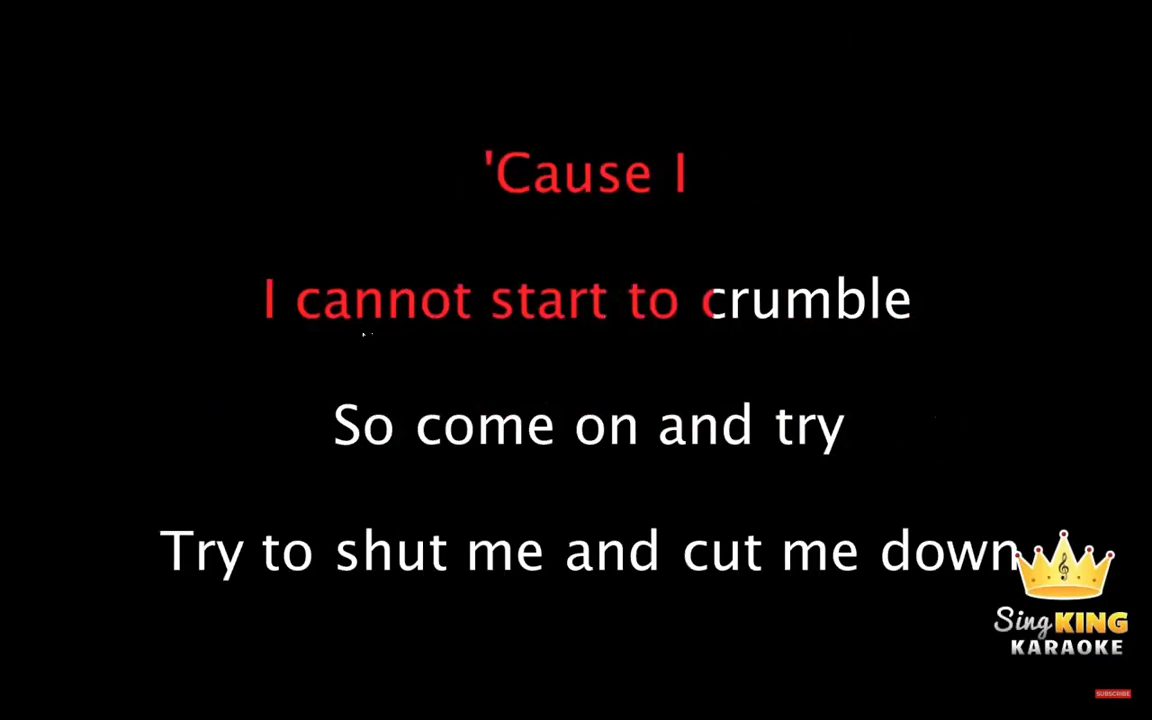 'Cause I
I cannot start to crumble
So come on and try
Try to shut me and cut me down
Sing KING
KARAOKE
SUBSCRIBE